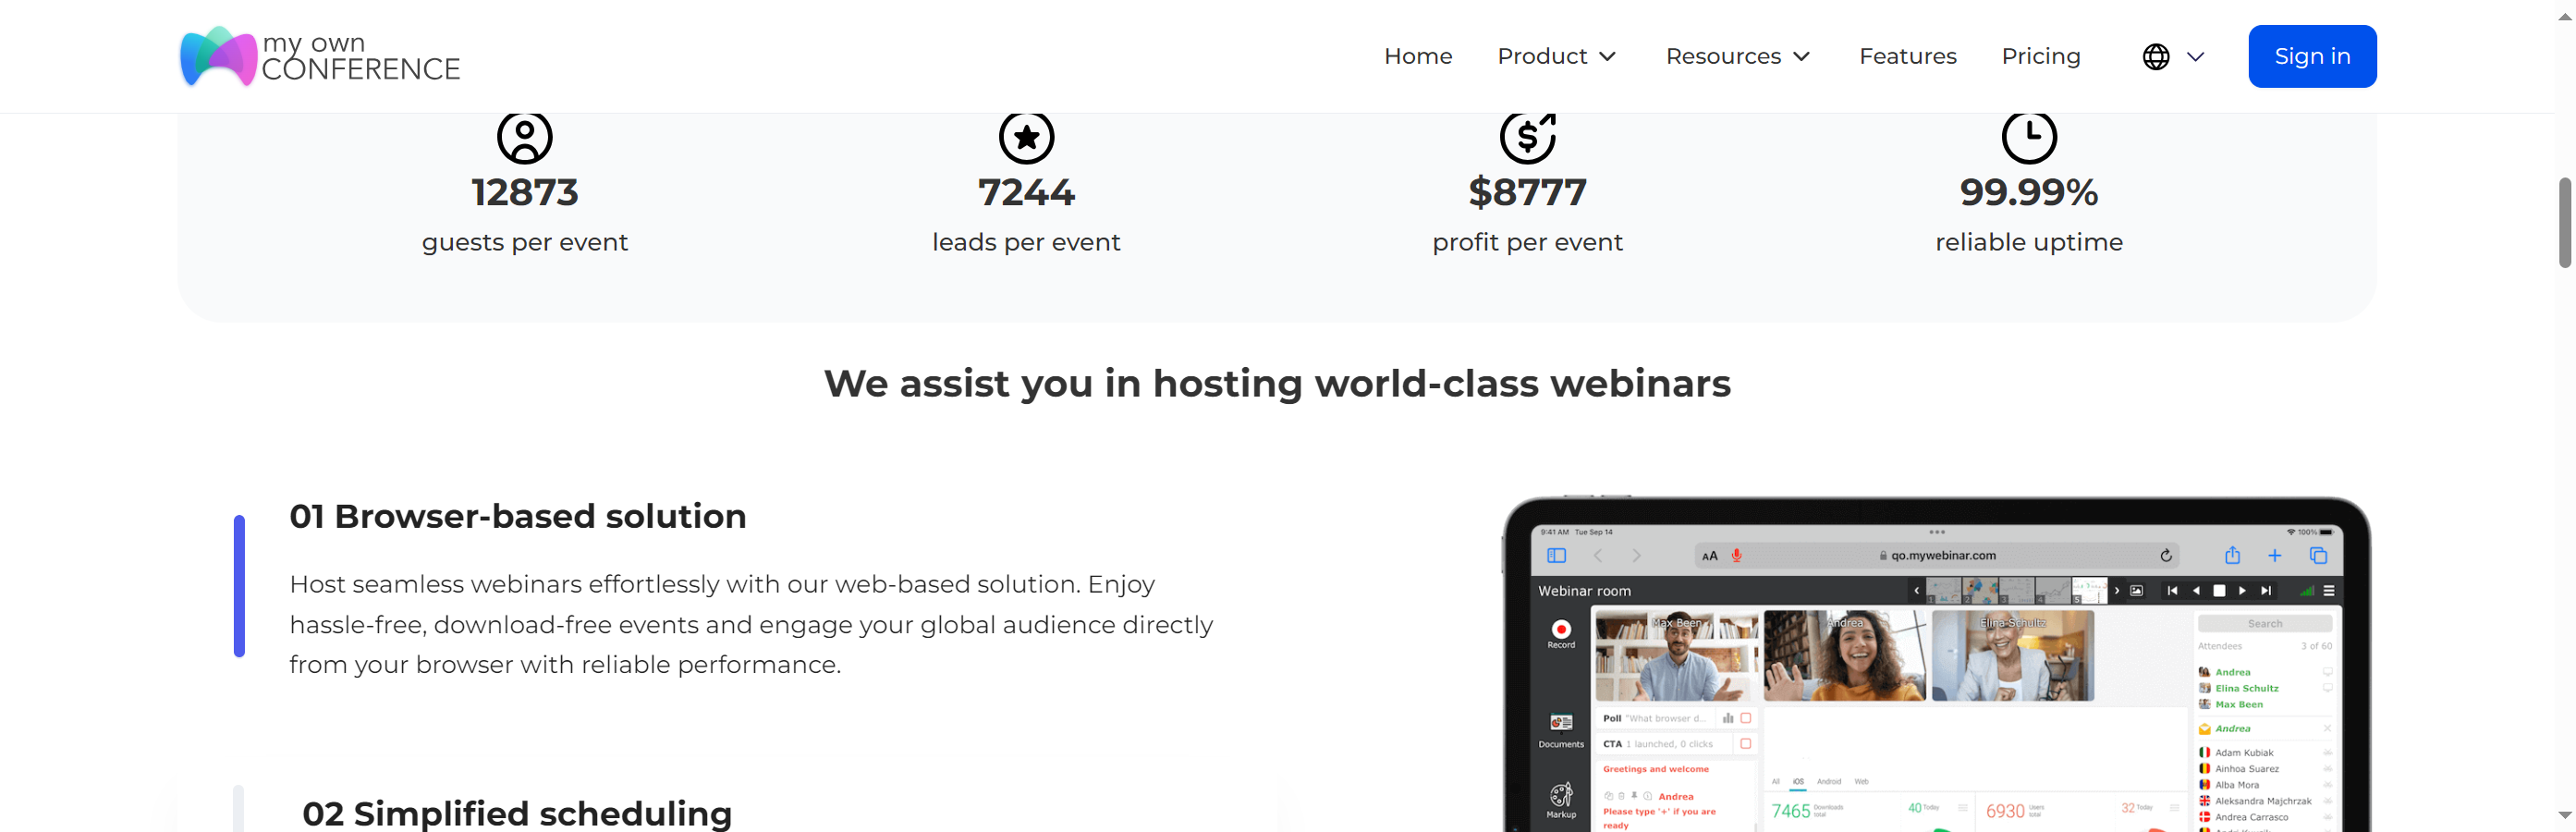 my own
CONFERENCE
Home Product Resources Features Pricing Sign in
12873
guests per event
7244
leads per event
$8777
profit per event
99.99%
reliable uptime
We assist you in hosting world-class webinars
01 Browser-based solution
Host seamless webinars effortlessly with our web-based solution. Enjoy
hassle-free, download-free events and engage your global audience directly
from your browser with reliable performance.
02 Simplified scheduling
9:41 AM Tue Sep 14
100%
AA qo.mywebinar.com
Webinar room
1 2 3 4 5
Record
Documents
Markup
Max Been
Andrea
Elina Schultz
Poll "What browser d...
CTA 1 launched, 0 clicks
Greetings and welcome
Andrea
Please type '+' if you are
ready
All iOS Android Web
7465 Downloads total 40 Today
6930 Users total 32 Today
Search
Attendees 3 of 60
Andrea
Elina Schultz
Max Been
Andrea
Adam Kubiak
Ainhoa Suarez
Alba Mora
Aleksandra Majchrzak
Andrea Carrasco